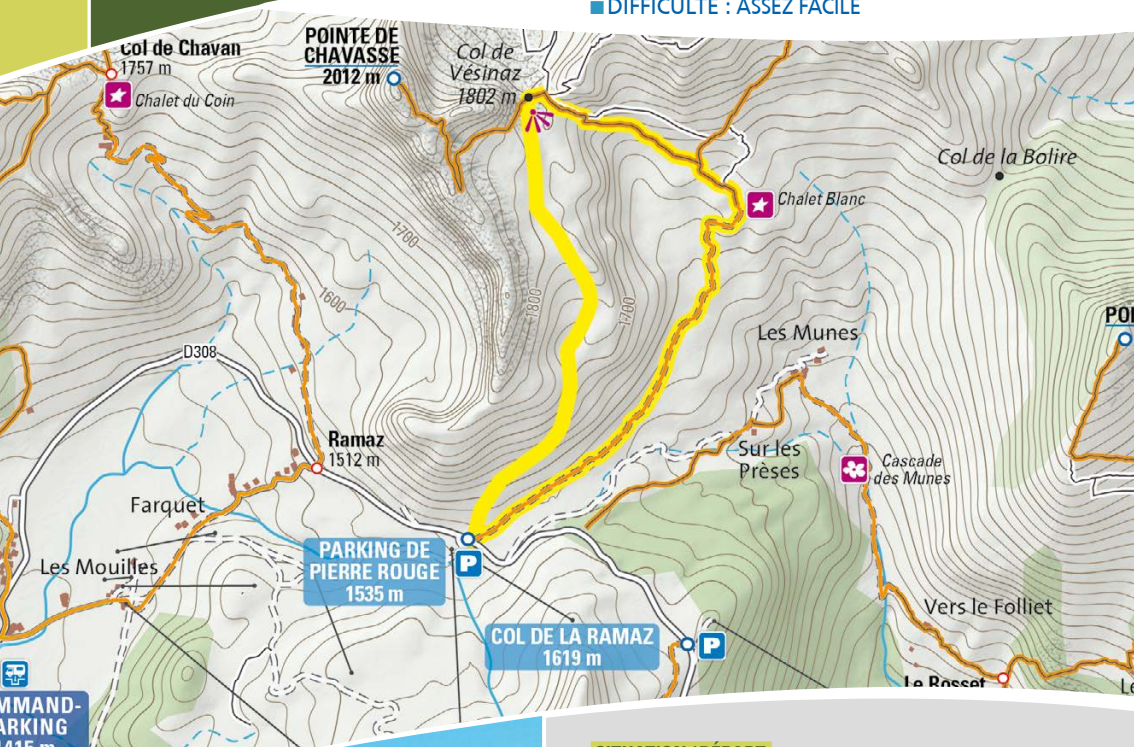 DIFFICULTÉ : ASSEZ FACILE
Col de Chavan
1757 m
Chalet du Coin
POINTE DE
CHAVASSE
2012 m
Col de
Vésinaz
1802 m
Col de la Bolire
Chalet Blanc
1700
1600
1800
1700
D308
Les Munes
Ramaz
1512 m
Sur les
Prèses
Cascade
des Munes
Farquet
Les Mouilles
PARKING DE
PIERRE ROUGE
1535 m
P
COL DE LA RAMAZ
1619 m
P
Vers le Folliet
Le Rosset